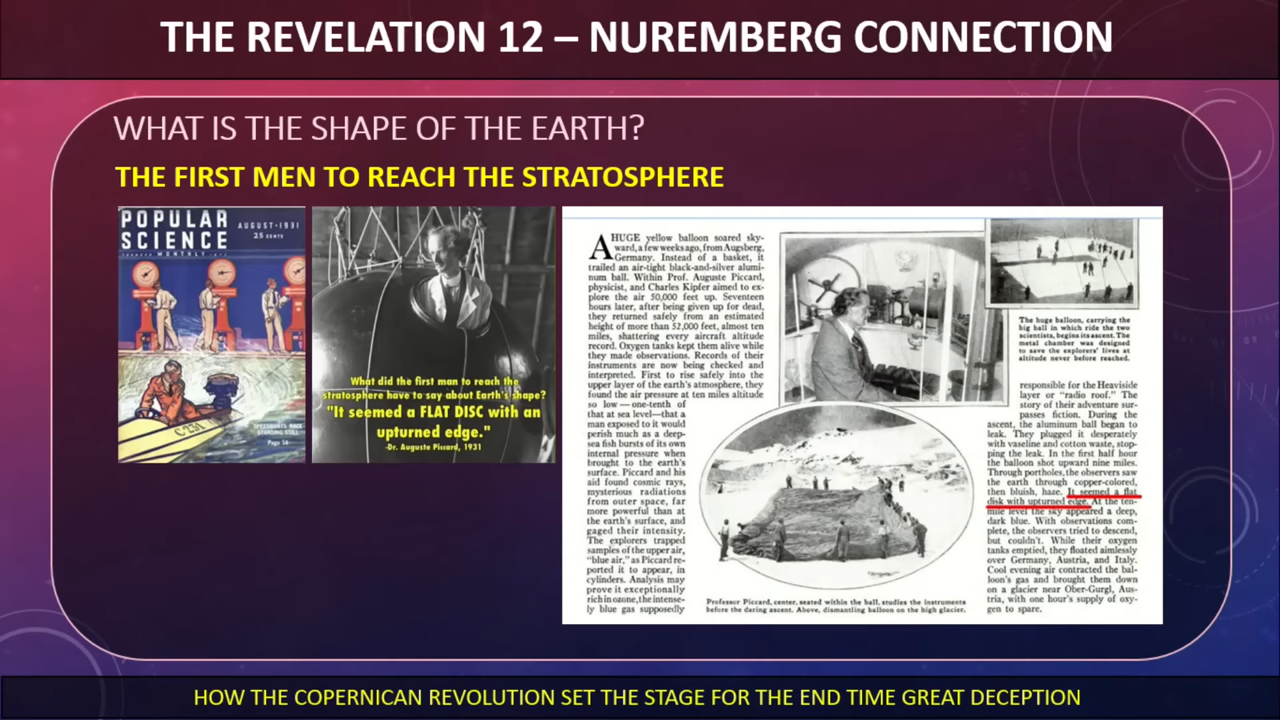 THE REVELATION 12 – NUREMBERG CONNECTION
WHAT IS THE SHAPE OF THE EARTH?
THE FIRST MEN TO REACH THE STRATOSPHERE
POPULAR
SCIENCE
MONTHLY
AUGUST · 1931
25 CENTS
C-251
SPEEDBOATS RACE
STANDING STILL
Page 56
What did the first man to reach the
stratosphere have to say about Earth's shape?
"It seemed a FLAT DISC with an
upturned edge."
-Dr. Auguste Piccard, 1931
A HUGE yellow balloon soared sky-
ward, a few weeks ago, from Augsberg,
Germany. Instead of a basket, it
trailed an air-tight black-and-silver alumi-
num ball. Within Prof. Auguste Piccard,
physicist, and Charles Kipfer aimed to ex-
plore the air 50,000 feet up. Seventeen
hours later, after being given up for dead,
they returned safely from an estimated
height of more than 52,000 feet, almost ten
miles, shattering every aircraft altitude
record. Oxygen tanks kept them alive while
they made observations. Records of their
instruments are now being checked and
interpreted. First to rise safely into the
upper layer of the earth's atmosphere, they
found the air pressure at ten miles altitude
so low — one-tenth of
that at sea level—that a
man exposed to it would
perish much as a deep-
sea fish bursts of its own
internal pressure when
brought to the earth's
surface. Piccard and his
aid found cosmic rays,
mysterious radiations
from outer space, far
more powerful than at
the earth's surface, and
gaged their intensity.
The explorers trapped
samples of the upper air,
"blue air," as Piccard re-
ported it to appear, in
cylinders. Analysis may
prove it exceptionally
rich in ozone, the intense-
ly blue gas supposedly
Professor Piccard, center, seated within the ball, studies the instruments
before the daring ascent. Above, dismantling balloon on the high glacier.
The huge balloon, carrying the
big ball in which ride the two
scientists, begins its ascent. The
metal chamber was designed
to save the explorers' lives at
altitude never before reached.
responsible for the Heaviside
layer or "radio roof." The
story of their adventure sur-
passes fiction. During the
ascent, the aluminum ball began to
leak. They plugged it desperately
with vaseline and cotton waste, stop-
ping the leak. In the first half hour
the balloon shot upward nine miles.
Through portholes, the observers saw
the earth through copper-colored,
then bluish, haze. It seemed a flat
disk with upturned edge. At the ten-
mile level the sky appeared a deep,
dark blue. With observations com-
plete, the observers tried to descend,
but couldn't. While their oxygen
tanks emptied, they floated aimlessly
over Germany, Austria, and Italy.
Cool evening air contracted the bal-
loon's gas and brought them down
on a glacier near Ober-Gurgl, Aus-
tria, with one hour's supply of oxy-
gen to spare.
HOW THE COPERNICAN REVOLUTION SET THE STAGE FOR THE END TIME GREAT DECEPTION